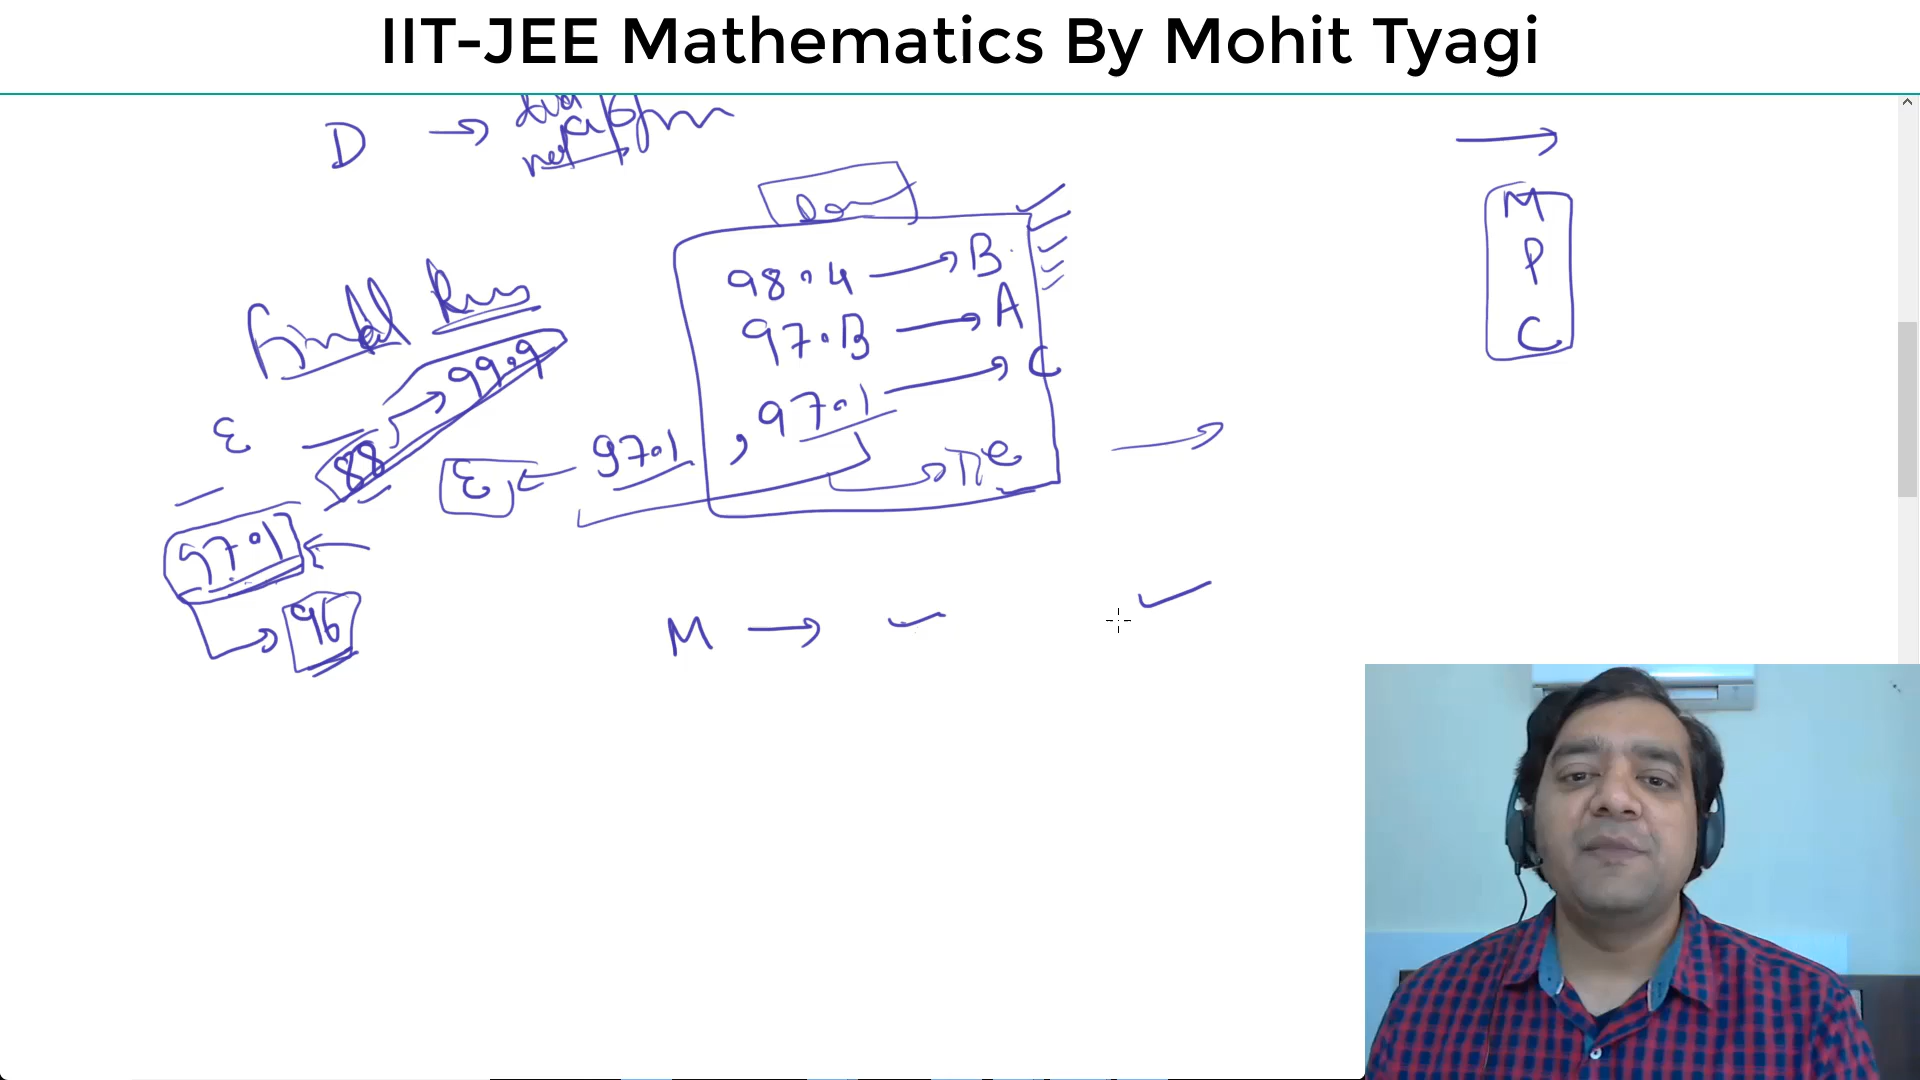 IIT-JEE Mathematics By Mohit Tyagi
D →
M
P
C
98.4 → B
97.B → A
97.1 → C
Final
88 → 99.9
ε
97.1
ε
97.1
96
M →